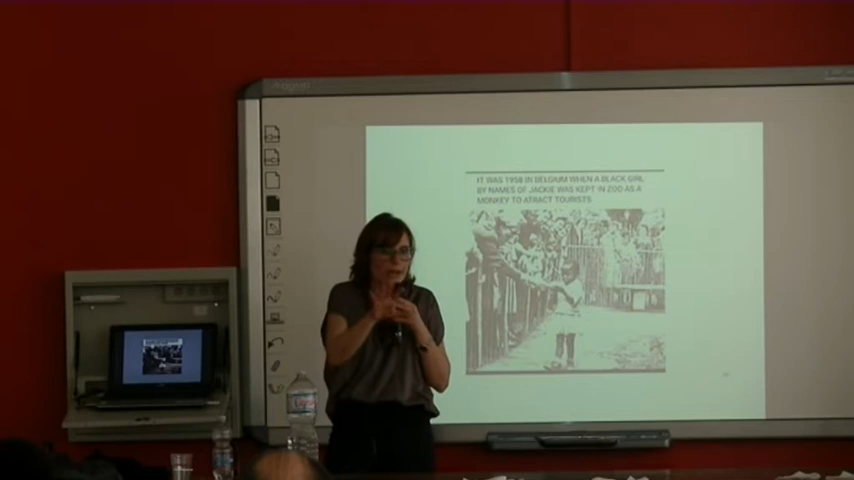 IT WAS 1958 IN BELGIUM WHEN A BLACK GIRL
BY NAMES OF JACKIE WAS KEPT IN ZOO AS A
MONKEY TO ATRACT TOURISTS